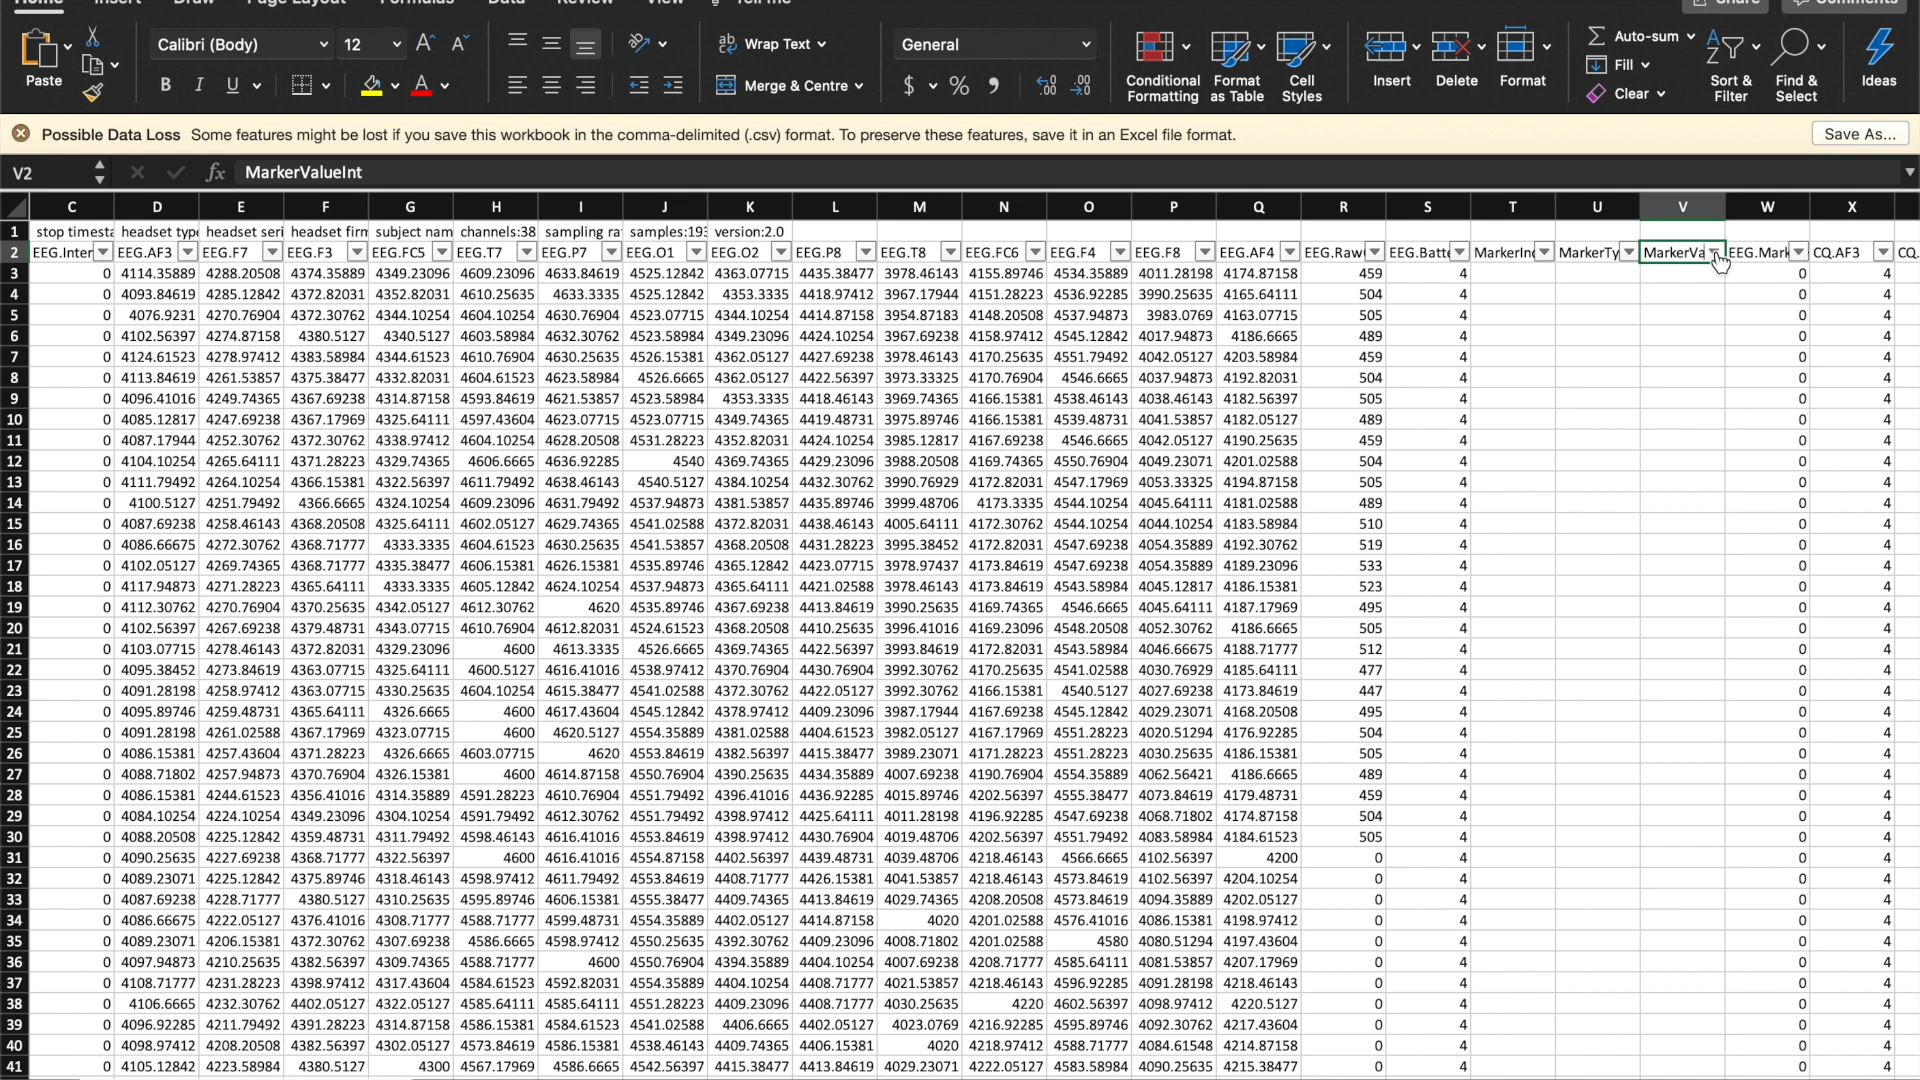 Home Insert Draw Page Layout Formulas Data Review View Tell me Share Comments
Calibri (Body) 12 ab Wrap Text General Auto-sum
Fill
Paste B I U A Merge & Centre $ % Conditional Formatting Format as Table Cell Styles Insert Delete Format Clear Sort & Filter Find & Select Ideas
Possible Data Loss Some features might be lost if you save this workbook in the comma-delimited (.csv) format. To preserve these features, save it in an Excel file format. Save As...
V2 fx MarkerValueInt
C D E F G H I J K L M N O P Q R S T U V W X
1 stop timesta headset type headset seri headset firm subject nam channels:38 sampling ra samples:193 version:2.0
2 EEG.Inter EEG.AF3 EEG.F7 EEG.F3 EEG.FC5 EEG.T7 EEG.P7 EEG.O1 EEG.O2 EEG.P8 EEG.T8 EEG.FC6 EEG.F4 EEG.F8 EEG.AF4 EEG.Raw EEG.Batte MarkerInd MarkerTy MarkerVa EEG.Mark CQ.AF3 CQ.
3 0 4114.35889 4288.20508 4374.35889 4349.23096 4609.23096 4633.84619 4525.12842 4363.07715 4435.38477 3978.46143 4155.89746 4534.35889 4011.28198 4174.87158 459 4 0 4
4 0 4093.84619 4285.12842 4372.82031 4352.82031 4610.25635 4633.3335 4525.12842 4353.3335 4418.97412 3967.17944 4151.28223 4536.92285 3990.25635 4165.64111 504 4 0 4
5 0 4076.9231 4270.76904 4372.30762 4344.10254 4604.10254 4630.76904 4523.07715 4344.10254 4414.87158 3954.87183 4148.20508 4537.94873 3983.0769 4163.07715 505 4 0 4
6 0 4102.56397 4274.87158 4380.5127 4340.5127 4603.58984 4632.30762 4523.58984 4349.23096 4424.10254 3967.69238 4158.97412 4545.12842 4017.94873 4186.6665 489 4 0 4
7 0 4124.61523 4278.97412 4383.58984 4344.61523 4610.76904 4630.25635 4526.15381 4362.05127 4427.69238 3978.46143 4170.25635 4551.79492 4042.05127 4203.58984 459 4 0 4
8 0 4113.84619 4261.53857 4375.38477 4332.82031 4604.61523 4623.58984 4526.6665 4362.05127 4422.56397 3973.33325 4170.76904 4546.6665 4037.94873 4192.82031 504 4 0 4
9 0 4096.41016 4249.74365 4367.69238 4314.87158 4593.84619 4621.53857 4523.58984 4353.3335 4419.48731 3969.74365 4166.15381 4538.46143 4038.46143 4182.56397 505 4 0 4
10 0 4085.12817 4247.69238 4367.17969 4325.64111 4597.43604 4623.07715 4523.07715 4349.74365 4419.48731 3975.89746 4166.15381 4539.48731 4041.53857 4182.05127 489 4 0 4
11 0 4087.17944 4252.30762 4372.30762 4338.97412 4604.10254 4628.20508 4531.28223 4352.82031 4424.10254 3985.12817 4167.69238 4546.6665 4042.05127 4190.25635 459 4 0 4
12 0 4104.10254 4265.64111 4371.28223 4329.74365 4606.6665 4636.92285 4540 4369.74365 4429.23096 3988.20508 4169.74365 4550.76904 4049.23071 4201.02588 504 4 0 4
13 0 4111.79492 4264.10254 4366.15381 4322.56397 4611.79492 4638.46143 4540.5127 4384.10254 4432.30762 3990.76929 4172.82031 4547.17969 4053.33325 4194.87158 505 4 0 4
14 0 4100.5127 4251.79492 4366.6665 4324.10254 4609.23096 4631.79492 4537.94873 4381.53857 4435.89746 3999.48706 4173.3335 4544.10254 4045.64111 4181.02588 489 4 0 4
15 0 4087.69238 4258.46143 4368.20508 4325.64111 4602.05127 4629.74365 4541.02588 4372.82031 4438.46143 4005.64111 4172.30762 4544.10254 4044.10254 4183.58984 510 4 0 4
16 0 4086.66675 4272.30762 4368.71777 4333.3335 4604.61523 4630.25635 4541.53857 4368.20508 4431.28223 3995.38452 4172.82031 4547.69238 4054.35889 4192.30762 519 4 0 4
17 0 4102.05127 4269.74365 4368.71777 4335.38477 4606.15381 4626.15381 4535.89746 4365.12842 4423.07715 3978.97437 4173.84619 4547.69238 4054.35889 4189.23096 533 4 0 4
18 0 4117.94873 4271.28223 4365.64111 4333.3335 4605.12842 4624.10254 4537.94873 4365.64111 4421.02588 3978.46143 4173.84619 4543.58984 4045.12817 4186.15381 523 4 0 4
19 0 4112.30762 4270.76904 4370.25635 4342.05127 4612.30762 4620 4535.89746 4367.69238 4413.84619 3990.25635 4169.74365 4546.6665 4045.64111 4187.17969 495 4 0 4
20 0 4102.56397 4267.69238 4379.48731 4343.07715 4610.76904 4612.82031 4524.61523 4368.20508 4410.25635 3996.41016 4169.23096 4548.20508 4052.30762 4186.6665 505 4 0 4
21 0 4103.07715 4278.46143 4372.82031 4329.23096 4600 4613.3335 4526.6665 4369.74365 4422.56397 3993.84619 4172.82031 4543.58984 4046.66675 4188.71777 512 4 0 4
22 0 4095.38452 4273.84619 4363.07715 4325.64111 4600.5127 4616.41016 4538.97412 4370.76904 4430.76904 3992.30762 4170.25635 4541.02588 4030.76929 4185.64111 477 4 0 4
23 0 4091.28198 4258.97412 4363.07715 4330.25635 4604.10254 4615.38477 4541.02588 4372.30762 4422.05127 3992.30762 4166.15381 4540.5127 4027.69238 4173.84619 447 4 0 4
24 0 4095.89746 4259.48731 4365.64111 4326.6665 4600 4617.43604 4545.12842 4378.97412 4409.23096 3987.17944 4167.69238 4545.12842 4029.23071 4168.20508 495 4 0 4
25 0 4091.28198 4261.02588 4367.17969 4323.07715 4600 4620.5127 4554.35889 4381.02588 4404.61523 3982.05127 4167.17969 4551.28223 4020.51294 4176.92285 504 4 0 4
26 0 4086.15381 4257.43604 4371.28223 4326.6665 4603.07715 4620 4553.84619 4382.56397 4415.38477 3989.23071 4171.28223 4551.28223 4030.25635 4186.15381 505 4 0 4
27 0 4088.71802 4257.94873 4370.76904 4326.15381 4600 4614.87158 4550.76904 4390.25635 4434.35889 4007.69238 4190.76904 4554.35889 4062.56421 4186.6665 489 4 0 4
28 0 4086.15381 4244.61523 4356.41016 4314.35889 4591.28223 4610.76904 4551.79492 4396.41016 4436.92285 4015.89746 4202.56397 4555.38477 4073.84619 4179.48731 459 4 0 4
29 0 4084.10254 4224.10254 4349.23096 4304.10254 4591.79492 4612.30762 4551.79492 4398.97412 4425.64111 4011.28198 4196.92285 4547.69238 4068.71802 4174.87158 504 4 0 4
30 0 4088.20508 4225.12842 4359.48731 4311.79492 4598.46143 4616.41016 4553.84619 4398.97412 4430.76904 4019.48706 4202.56397 4551.79492 4083.58984 4184.61523 505 4 0 4
31 0 4090.25635 4227.69238 4368.71777 4322.56397 4600 4616.41016 4554.87158 4402.56397 4439.48731 4039.48706 4218.46143 4566.6665 4102.56397 4200 0 4 0 4
32 0 4089.23071 4225.12842 4375.89746 4318.46143 4598.97412 4611.79492 4553.84619 4408.71777 4426.15381 4041.53857 4218.46143 4573.84619 4102.56397 4204.10254 0 4 0 4
33 0 4087.69238 4228.71777 4380.5127 4310.25635 4595.89746 4606.15381 4555.38477 4409.74365 4413.84619 4029.74365 4208.20508 4573.84619 4094.35889 4202.05127 0 4 0 4
34 0 4086.66675 4222.05127 4376.41016 4308.71777 4588.71777 4599.48731 4554.35889 4402.05127 4414.87158 4020 4201.02588 4576.41016 4086.15381 4198.97412 0 4 0 4
35 0 4089.23071 4206.15381 4372.30762 4307.69238 4586.6665 4598.97412 4550.25635 4392.30762 4409.23096 4008.71802 4201.02588 4580 4080.51294 4197.43604 0 4 0 4
36 0 4097.94873 4210.25635 4382.56397 4309.74365 4588.71777 4600 4550.76904 4394.35889 4404.10254 4007.69238 4208.71777 4585.64111 4081.53857 4207.17969 0 4 0 4
37 0 4108.71777 4231.28223 4398.97412 4317.43604 4584.61523 4592.82031 4554.35889 4404.10254 4408.71777 4021.53857 4218.46143 4596.92285 4091.28198 4218.46143 0 4 0 4
38 0 4106.6665 4232.30762 4402.05127 4322.05127 4585.64111 4585.64111 4551.28223 4409.23096 4408.71777 4030.25635 4220 4602.56397 4098.97412 4220.5127 0 4 0 4
39 0 4096.92285 4211.79492 4391.28223 4314.87158 4586.15381 4584.61523 4541.02588 4406.6665 4402.05127 4023.0769 4216.92285 4595.89746 4092.30762 4217.43604 0 4 0 4
40 0 4098.97412 4208.20508 4382.56397 4302.05127 4573.84619 4586.15381 4538.46143 4409.74365 4406.15381 4020 4218.97412 4588.71777 4084.61548 4214.87158 0 4 0 4
41 0 4105.12842 4223.58984 4380.5127 4300 4567.17969 4586.6665 4542.56397 4415.38477 4413.84619 4029.23071 4222.05127 4583.58984 4090.25635 4215.38477 0 4 0 4